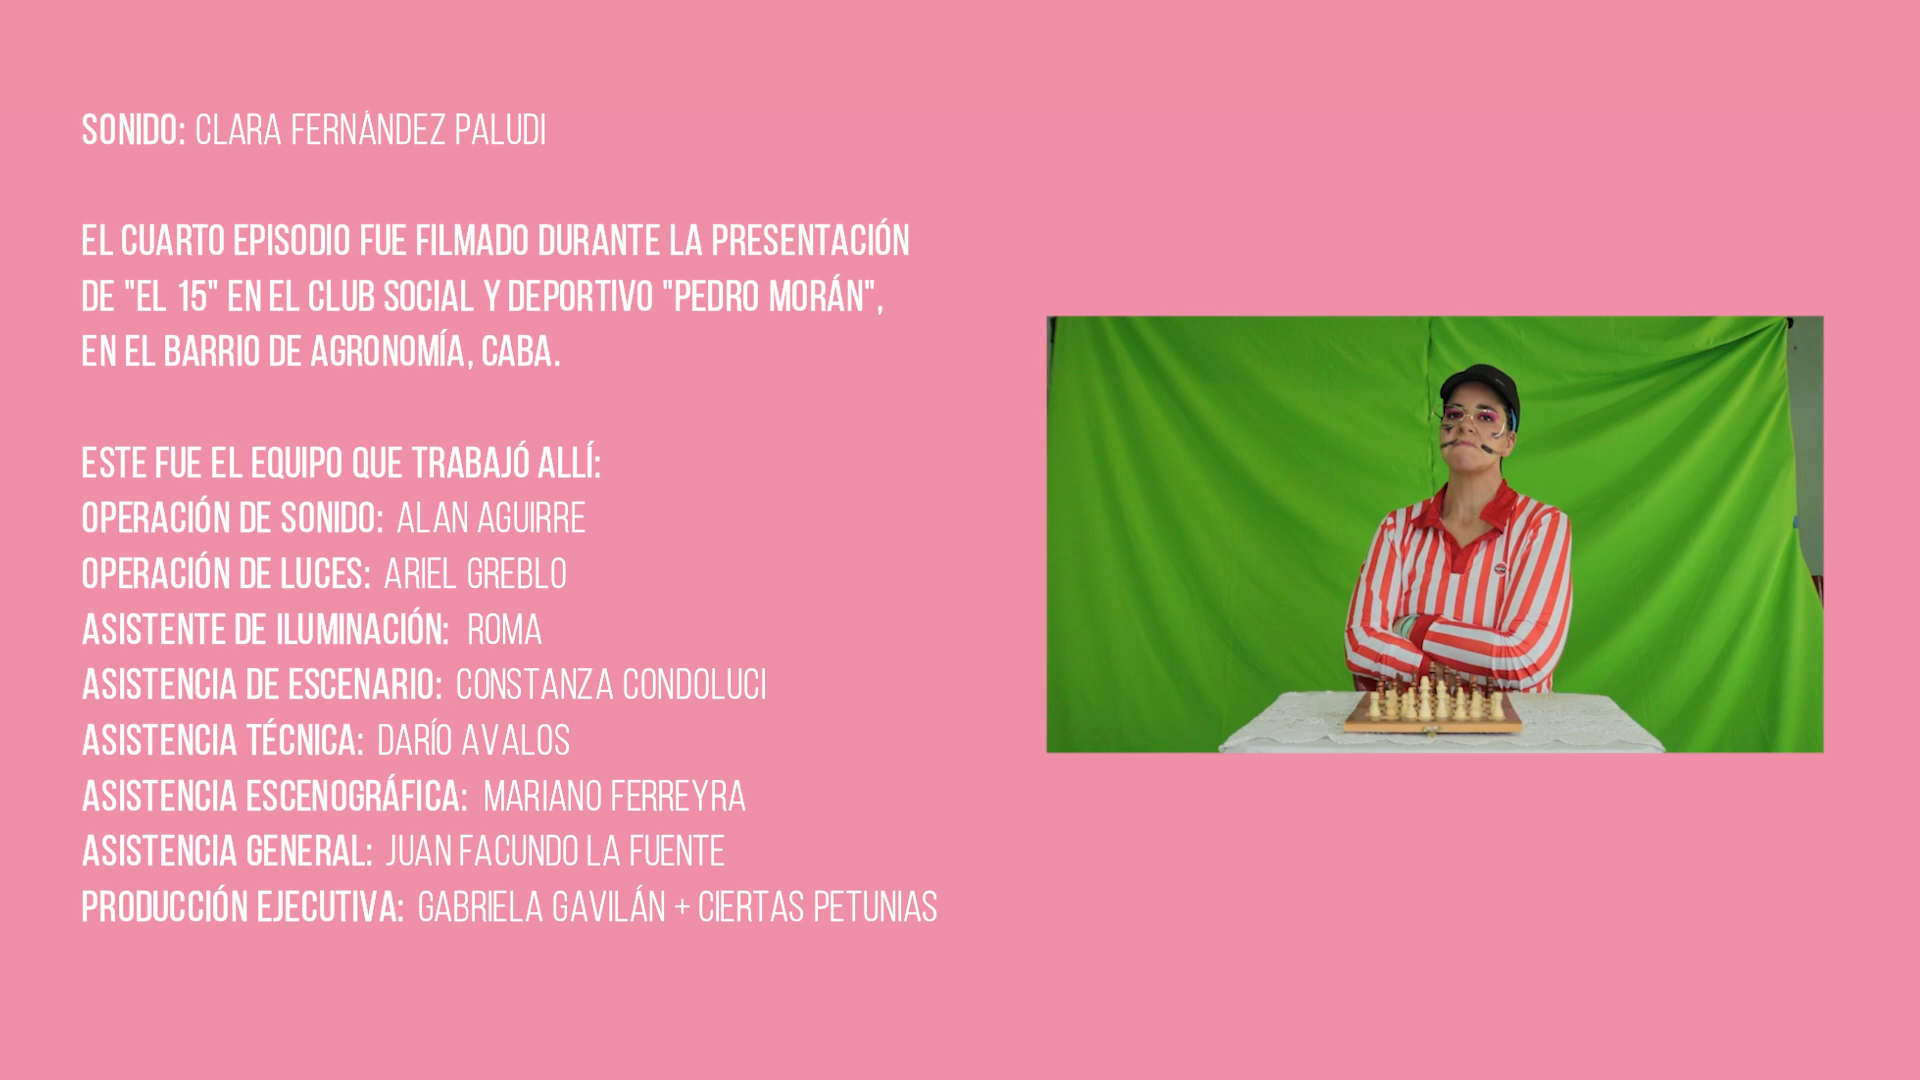 SONIDO: CLARA FERNÁNDEZ PALUDI
EL CUARTO EPISODIO FUE FILMADO DURANTE LA PRESENTACIÓN
DE "EL 15" EN EL CLUB SOCIAL Y DEPORTIVO "PEDRO MORÁN",
EN EL BARRIO DE AGRONOMÍA, CABA.
ESTE FUE EL EQUIPO QUE TRABAJÓ ALLÍ:
OPERACIÓN DE SONIDO: ALAN AGUIRRE
OPERACIÓN DE LUCES: ARIEL GREBLO
ASISTENTE DE ILUMINACIÓN: ROMA
ASISTENCIA DE ESCENARIO: CONSTANZA CONDOLUCI
ASISTENCIA TÉCNICA: DARÍO AVALOS
ASISTENCIA ESCENOGRÁFICA: MARIANO FERREYRA
ASISTENCIA GENERAL: JUAN FACUNDO LA FUENTE
PRODUCCIÓN EJECUTIVA: GABRIELA GAVILÁN + CIERTAS PETUNIAS